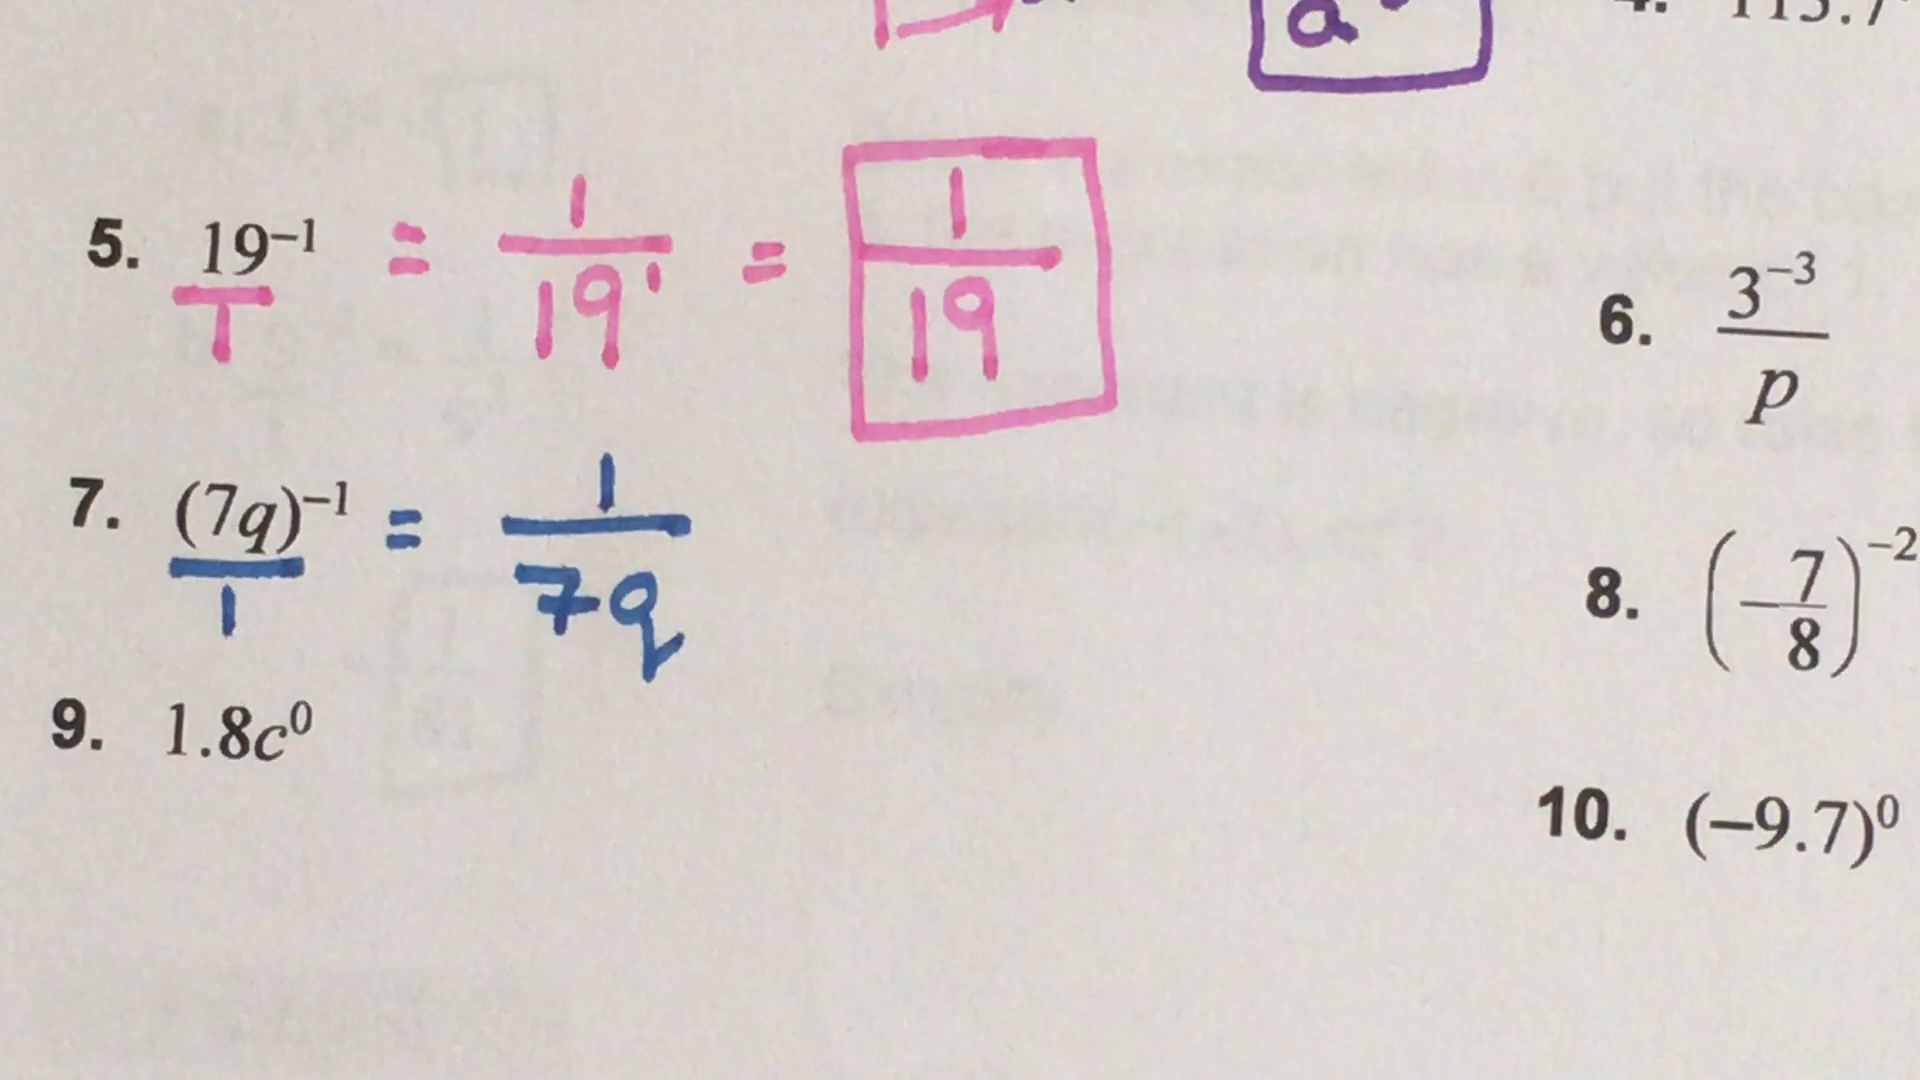 a
5. 19⁻¹ / 1 = 1 / 19¹ = 1 / 19
6. 3⁻³ / p
7. (7q)⁻¹ / 1 = 1 / 7q
8. (-7/8)⁻²
9. 1.8c⁰
10. (−9.7)⁰